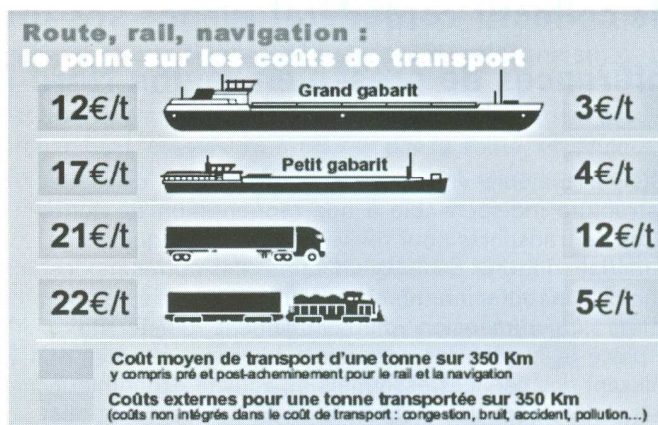 Route, rail, navigation :
le point sur les coûts de transport
12€/t Grand gabarit 3€/t
17€/t Petit gabarit 4€/t
21€/t 12€/t
22€/t 5€/t
Coût moyen de transport d'une tonne sur 350 Km
y compris pré et post-acheminement pour le rail et la navigation
Coûts externes pour une tonne transportée sur 350 Km
(coûts non intégrés dans le coût de transport : congestion, bruit, accident, pollution...)